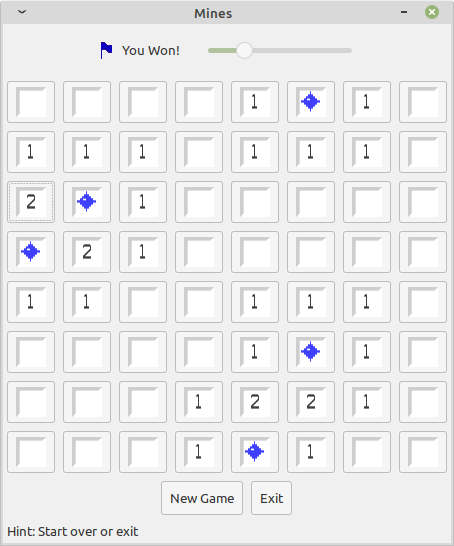 Mines
You Won!
1 1
1 1 1 1 1 1
2 1
2 1
1 1 1 1 1
1 1
1 2 2 1
1 1
New Game Exit
Hint: Start over or exit